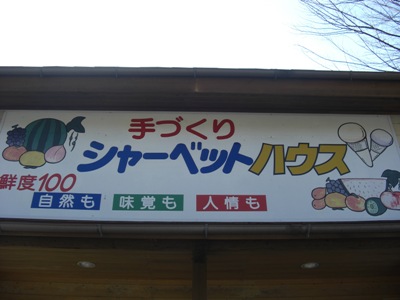 手づくり
シャーベットハウス
鮮度100
自然も 味覚も 人情も